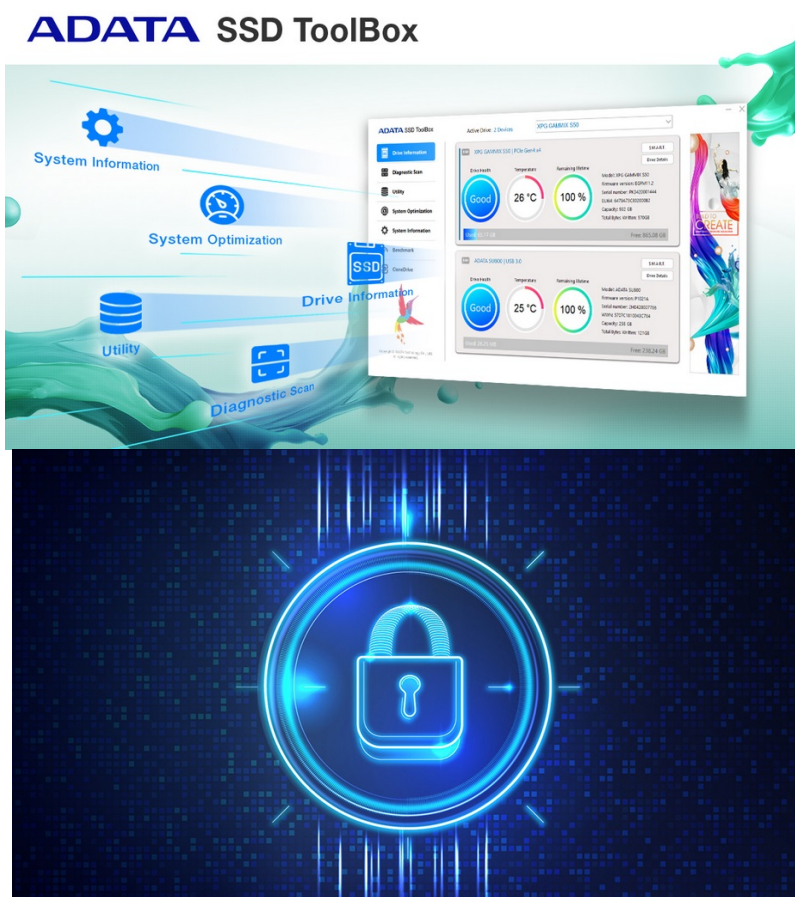 ADATA SSD ToolBox
System Information
System Optimization
SSD
Drive Information
Utility
Diagnostic Scan
ADATA SSD ToolBox
Active Drive: 2 Devices
XPG GAMMIX S50
Drive Information
Diagnostic Scan
Utility
System Optimization
System Information
Benchmark
CloneDrive
XPG GAMMIX S50 | PCIe Gen4 x4
S.M.A.R.T.
Drive Details
Drive Health
Temperature
Remaining Lifetime
Good
26 °C
100 %
Model: XPG GAMMIX S50
Free: 865.28 GB
ADATA SU800 | USB 3.0
S.M.A.R.T.
Drive Details
Drive Health
Temperature
Remaining Lifetime
Good
25 °C
100 %
Model: ADATA SU800
Free: 238.24 GB
CREATE